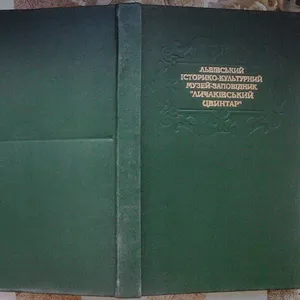 ЛЬВІВСЬКИЙ
ІСТОРИКО-КУЛЬТУРНИЙ
МУЗЕЙ-ЗАПОВІДНИК
"ЛИЧАКІВСЬКИЙ
ЦВИНТАР"